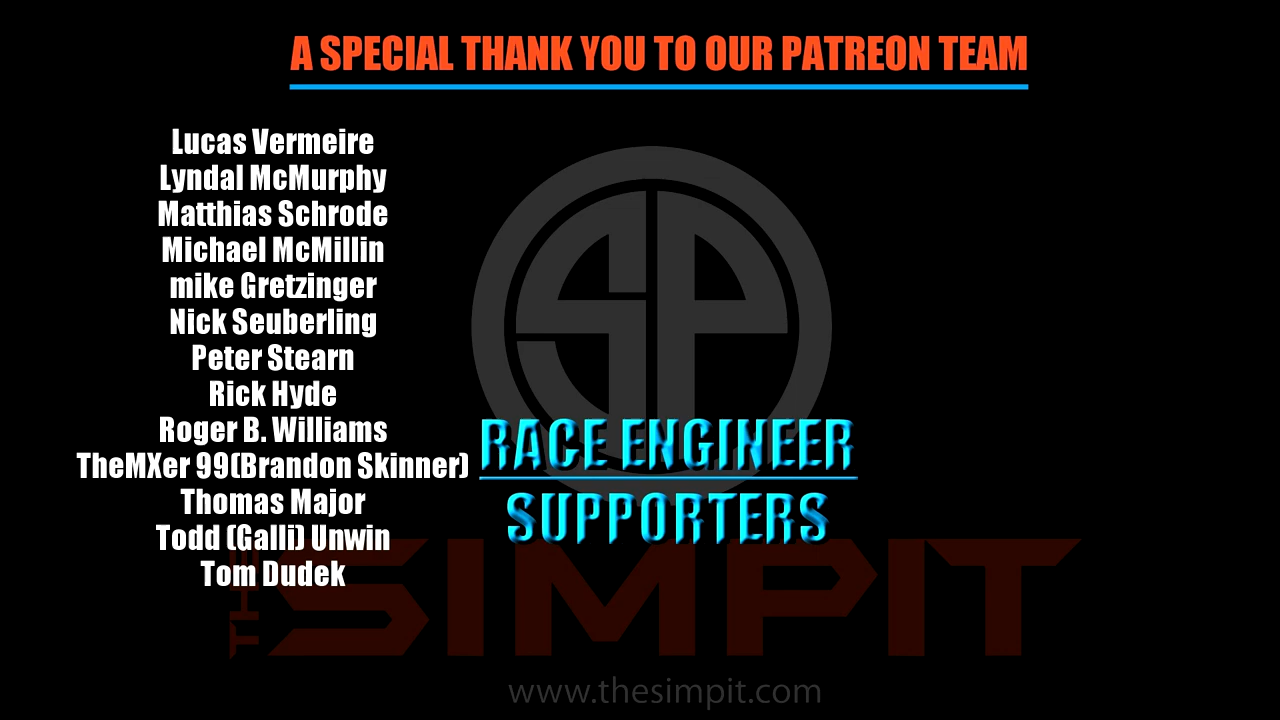 A SPECIAL THANK YOU TO OUR PATREON TEAM
Lucas Vermeire
Lyndal McMurphy
Matthias Schrode
Michael McMillin
mike Gretzinger
Nick Seuberling
Peter Stearn
Rick Hyde
Roger B. Williams
TheMXer 99(Brandon Skinner)
Thomas Major
Todd (Galli) Unwin
Tom Dudek
SP
RACE ENGINEER
SUPPORTERS
THE SIMPIT
www.thesimpit.com